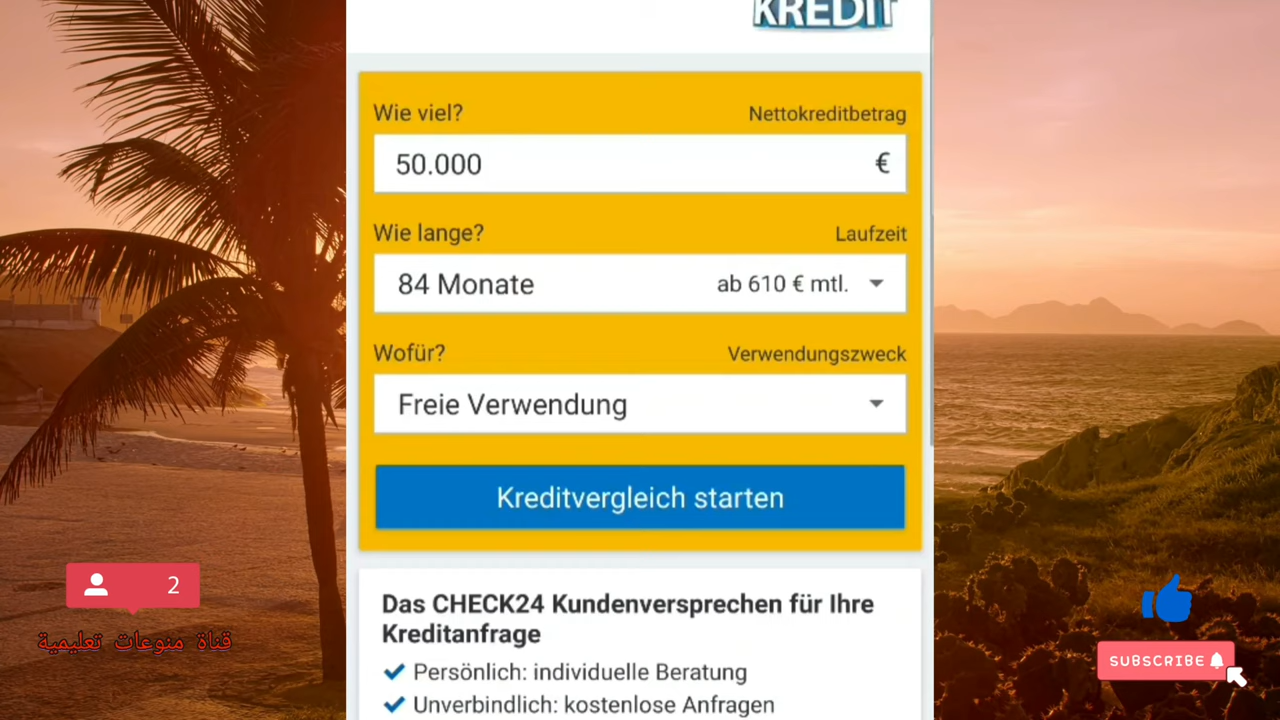 KREDIT
Wie viel? Nettokreditbetrag
50.000 €
Wie lange? Laufzeit
84 Monate ab 610 € mtl.
Wofür? Verwendungszweck
Freie Verwendung
Kreditvergleich starten
Das CHECK24 Kundenversprechen für Ihre
Kreditanfrage
Persönlich: individuelle Beratung
Unverbindlich: kostenlose Anfragen
2
قناة منوعات تعليمية
SUBSCRIBE